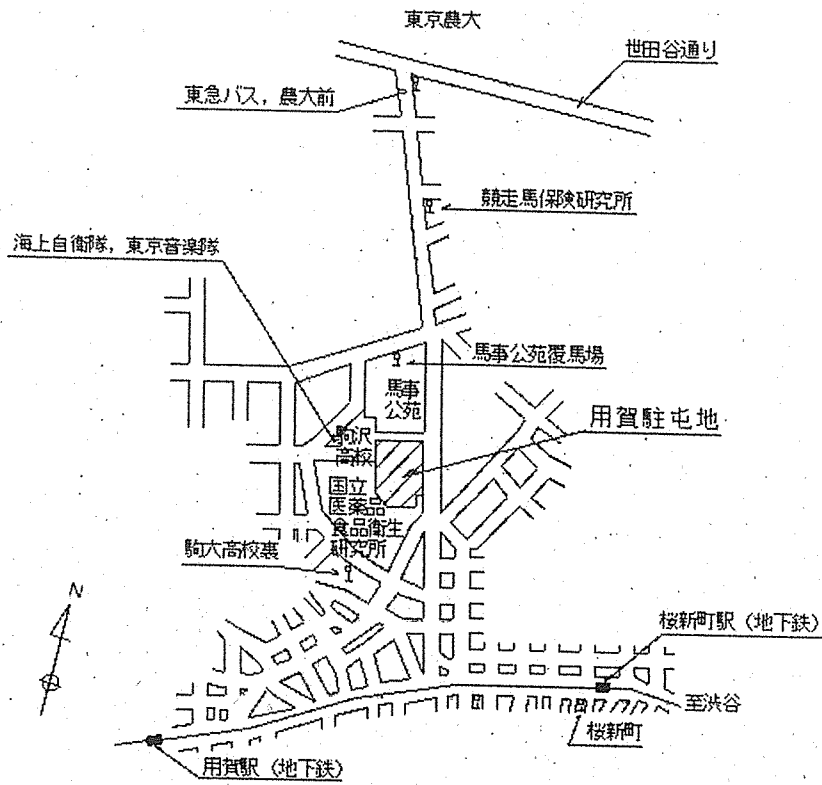 東京農大
世田谷通り
東急バス，農大前
競走馬保険研究所
海上自衛隊，東京音楽隊
馬事公苑覆馬場
馬事
公苑
用賀駐屯地
駒沢
高校
国立
医薬品
食品衛生
研究所
駒大高校裏
N
桜新町駅（地下鉄）
至渋谷
桜新町
用賀駅（地下鉄）